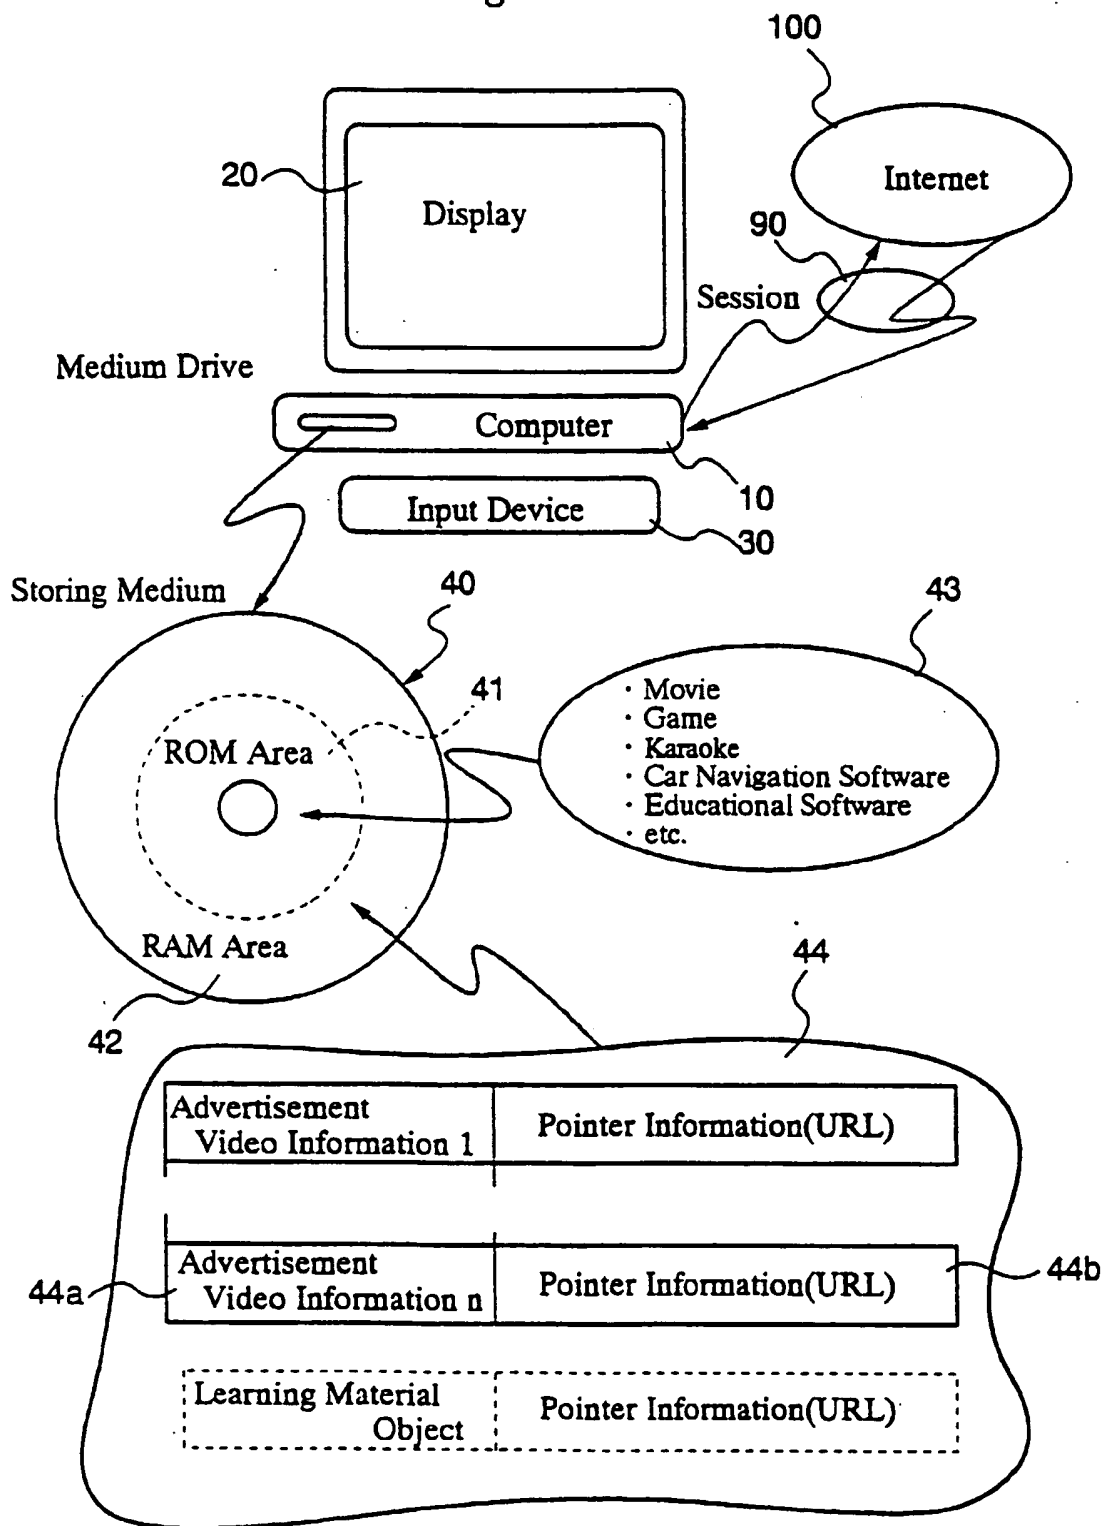 100
20
Display
Internet
90
Session
Medium Drive
Computer
10
Input Device
30
Storing Medium
40
43
41
ROM Area
· Movie
· Game
· Karaoke
· Car Navigation Software
· Educational Software
· etc.
RAM Area
42
44
Advertisement
Video Information 1
Pointer Information(URL)
Advertisement
Video Information n
Pointer Information(URL)
44a
44b
Learning Material
Object
Pointer Information(URL)